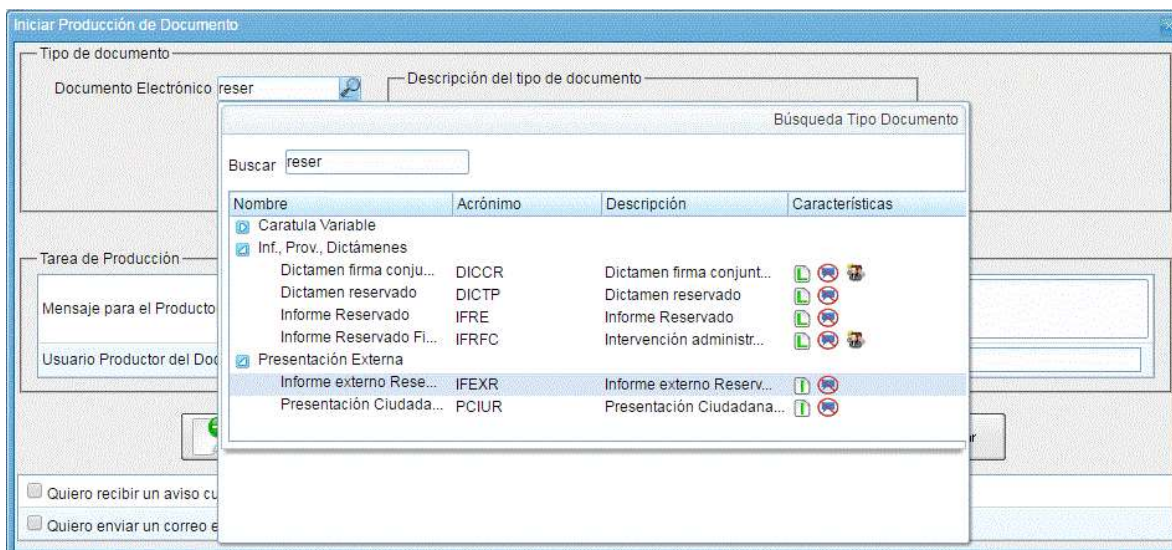 Iniciar Producción de Documento
Tipo de documento
Documento Electrónico reser
Descripción del tipo de documento
Búsqueda Tipo Documento
Buscar reser
Nombre Acrónimo Descripción Características
Caratula Variable
Inf., Prov., Dictámenes
Dictamen firma conju... DICCR Dictamen firma conjunt...
Dictamen reservado DICTP Dictamen reservado
Informe Reservado IFRE Informe Reservado
Informe Reservado Fi... IFRFC Intervención administr...
Presentación Externa
Informe externo Rese... IFEXR Informe externo Reserv...
Presentación Ciudada... PCIUR Presentación Ciudadana...
Tarea de Producción
Mensaje para el Producto
Usuario Productor del Doc
Quiero recibir un aviso cu
Quiero enviar un correo e